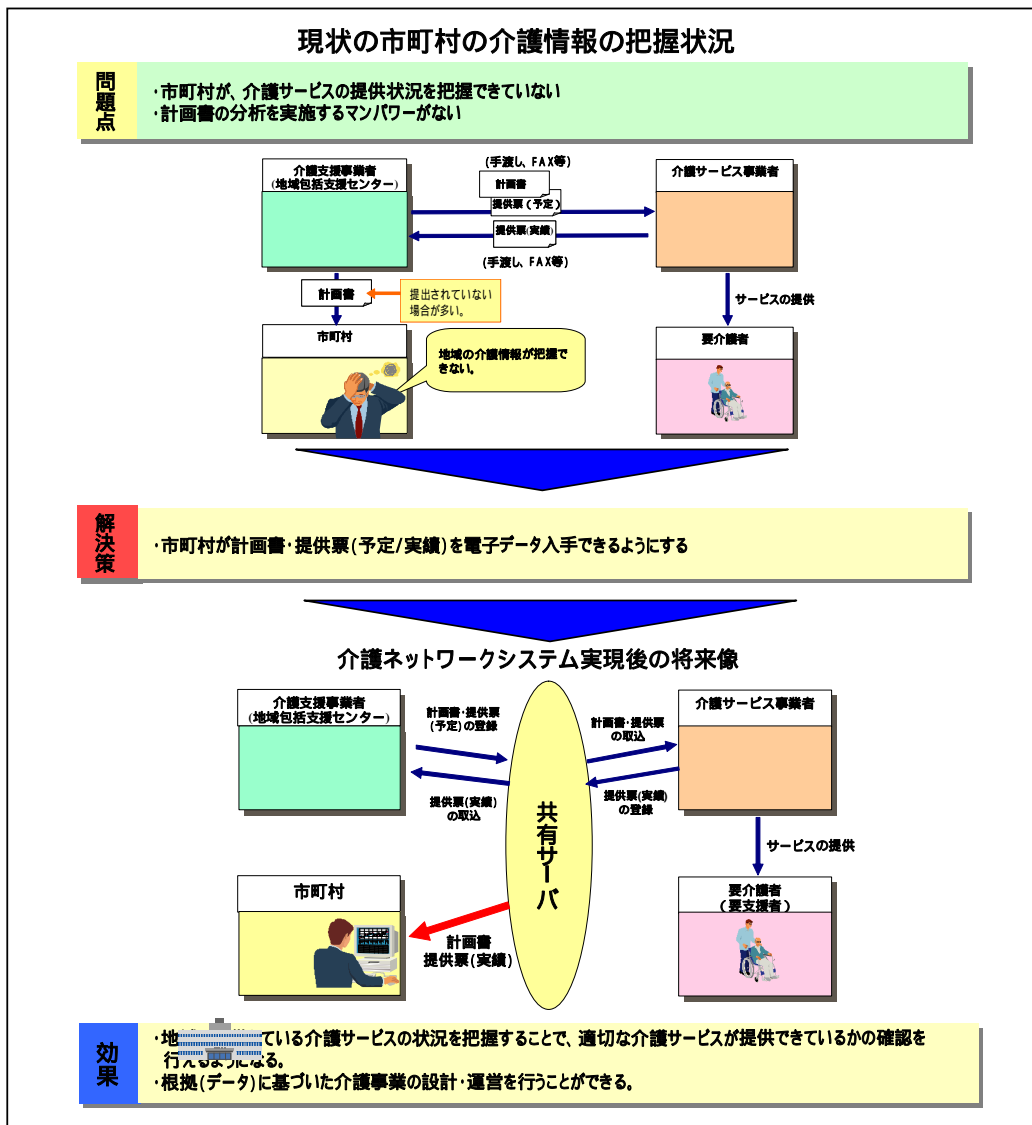 現状の市町村の介護情報の把握状況
問題点
・市町村が、介護サービスの提供状況を把握できていない
・計画書の分析を実施するマンパワーがない
介護支援事業者
(地域包括支援センター)
(手渡し、FAX等)
計画書
提供票(予定)
提供票(実績)
(手渡し、FAX等)
介護サービス事業者
計画書
提出されていない
場合が多い。
サービスの提供
市町村
地域の介護情報が把握で
きない。
要介護者
解決策
・市町村が計画書・提供票(予定/実績)を電子データ入手できるようにする
介護ネットワークシステム実現後の将来像
介護支援事業者
(地域包括支援センター)
計画書・提供票
(予定)の登録
計画書・提供票
の取込
介護サービス事業者
提供票(実績)
の取込
提供票(実績)
の登録
共有サーバ
サービスの提供
市町村
計画書
提供票(実績)
要介護者
(要支援者)
効果
・地 ている介護サービスの状況を把握することで、適切な介護サービスが提供できているかの確認を
行えるようになる。
・根拠(データ)に基づいた介護事業の設計・運営を行うことができる。